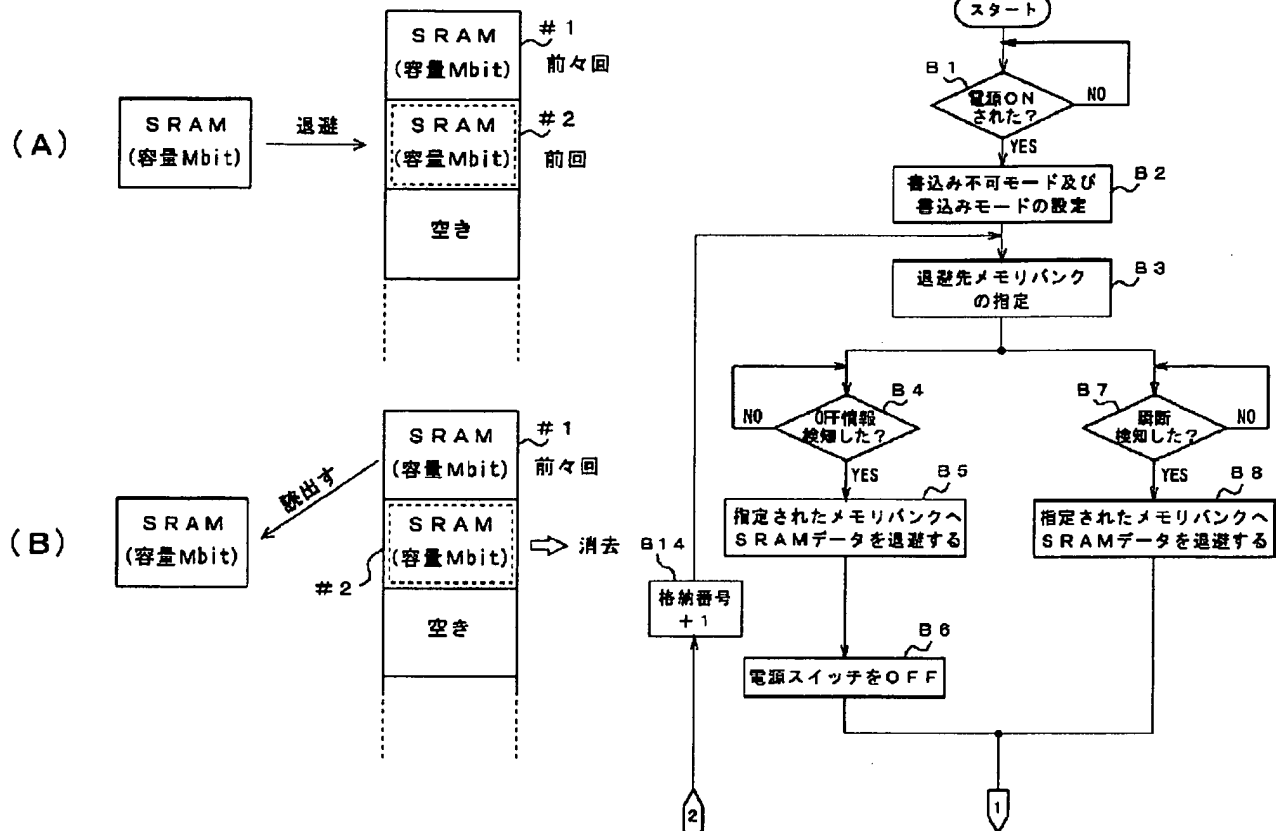 (A)
SRAM
(容量Mbit)
退避
SRAM
(容量Mbit)
#1
前々回
SRAM
(容量Mbit)
#2
前回
空き
(B)
SRAM
(容量Mbit)
読出す
SRAM
(容量Mbit)
#1
前々回
SRAM
(容量Mbit)
#2
消去
空き
スタート
B1
電源ON
された?
NO
YES
B2
書込み不可モード及び
書込みモードの設定
B3
退避先メモリバンク
の指定
B4
OFF情報
検知した?
NO
YES
B5
指定されたメモリバンクへ
SRAMデータを退避する
B6
電源スイッチをOFF
B7
瞬断
検知した?
NO
YES
B8
指定されたメモリバンクへ
SRAMデータを退避する
B14
格納番号
+1
2
1